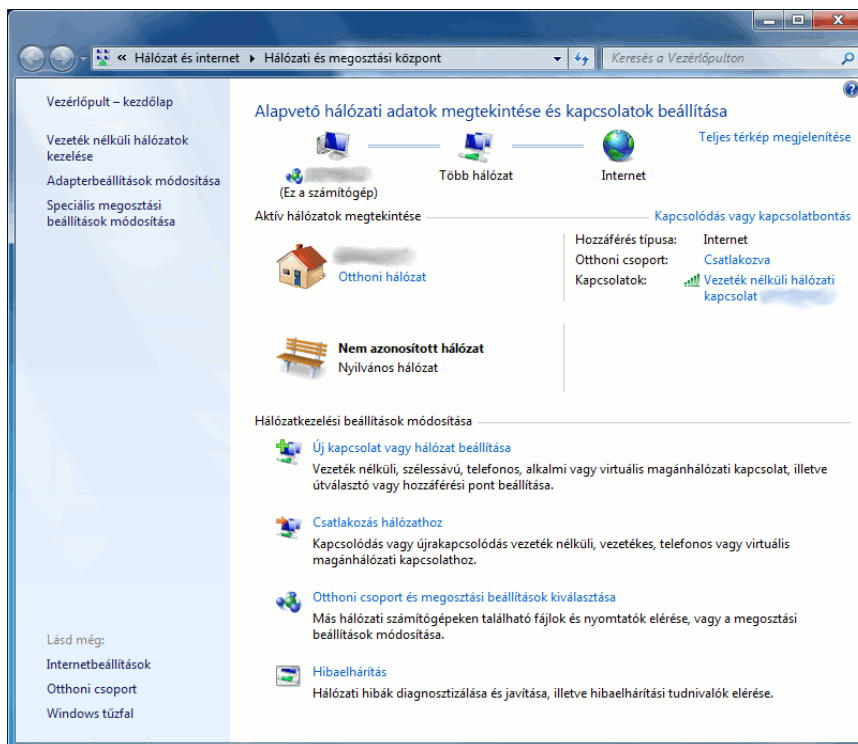 « Hálózat és internet ▸ Hálózati és megosztási központ
Keresés a Vezérlőpulton
Vezérlőpult – kezdőlap
Vezeték nélküli hálózatok
kezelése
Adapterbeállítások módosítása
Speciális megosztási
beállítások módosítása
Lásd még:
Internetbeállítások
Otthoni csoport
Windows tűzfal
Alapvető hálózati adatok megtekintése és kapcsolatok beállítása
Teljes térkép megjelenítése
(Ez a számítógép)
Több hálózat
Internet
Aktív hálózatok megtekintése
Kapcsolódás vagy kapcsolatbontás
Otthoni hálózat
Hozzáférés típusa: Internet
Otthoni csoport: Csatlakozva
Kapcsolatok: Vezeték nélküli hálózati
kapcsolat
Nem azonosított hálózat
Nyilvános hálózat
Hálózatkezelési beállítások módosítása
Új kapcsolat vagy hálózat beállítása
Vezeték nélküli, szélessávú, telefonos, alkalmi vagy virtuális magánhálózati kapcsolat, illetve
útválasztó vagy hozzáférési pont beállítása.
Csatlakozás hálózathoz
Kapcsolódás vagy újrakapcsolódás vezeték nélküli, vezetékes, telefonos vagy virtuális
magánhálózati kapcsolathoz.
Otthoni csoport és megosztási beállítások kiválasztása
Más hálózati számítógépeken található fájlok és nyomtatók elérése, vagy a megosztási
beállítások módosítása.
Hibaelhárítás
Hálózati hibák diagnosztizálása és javítása, illetve hibaelhárítási tudnivalók elérése.